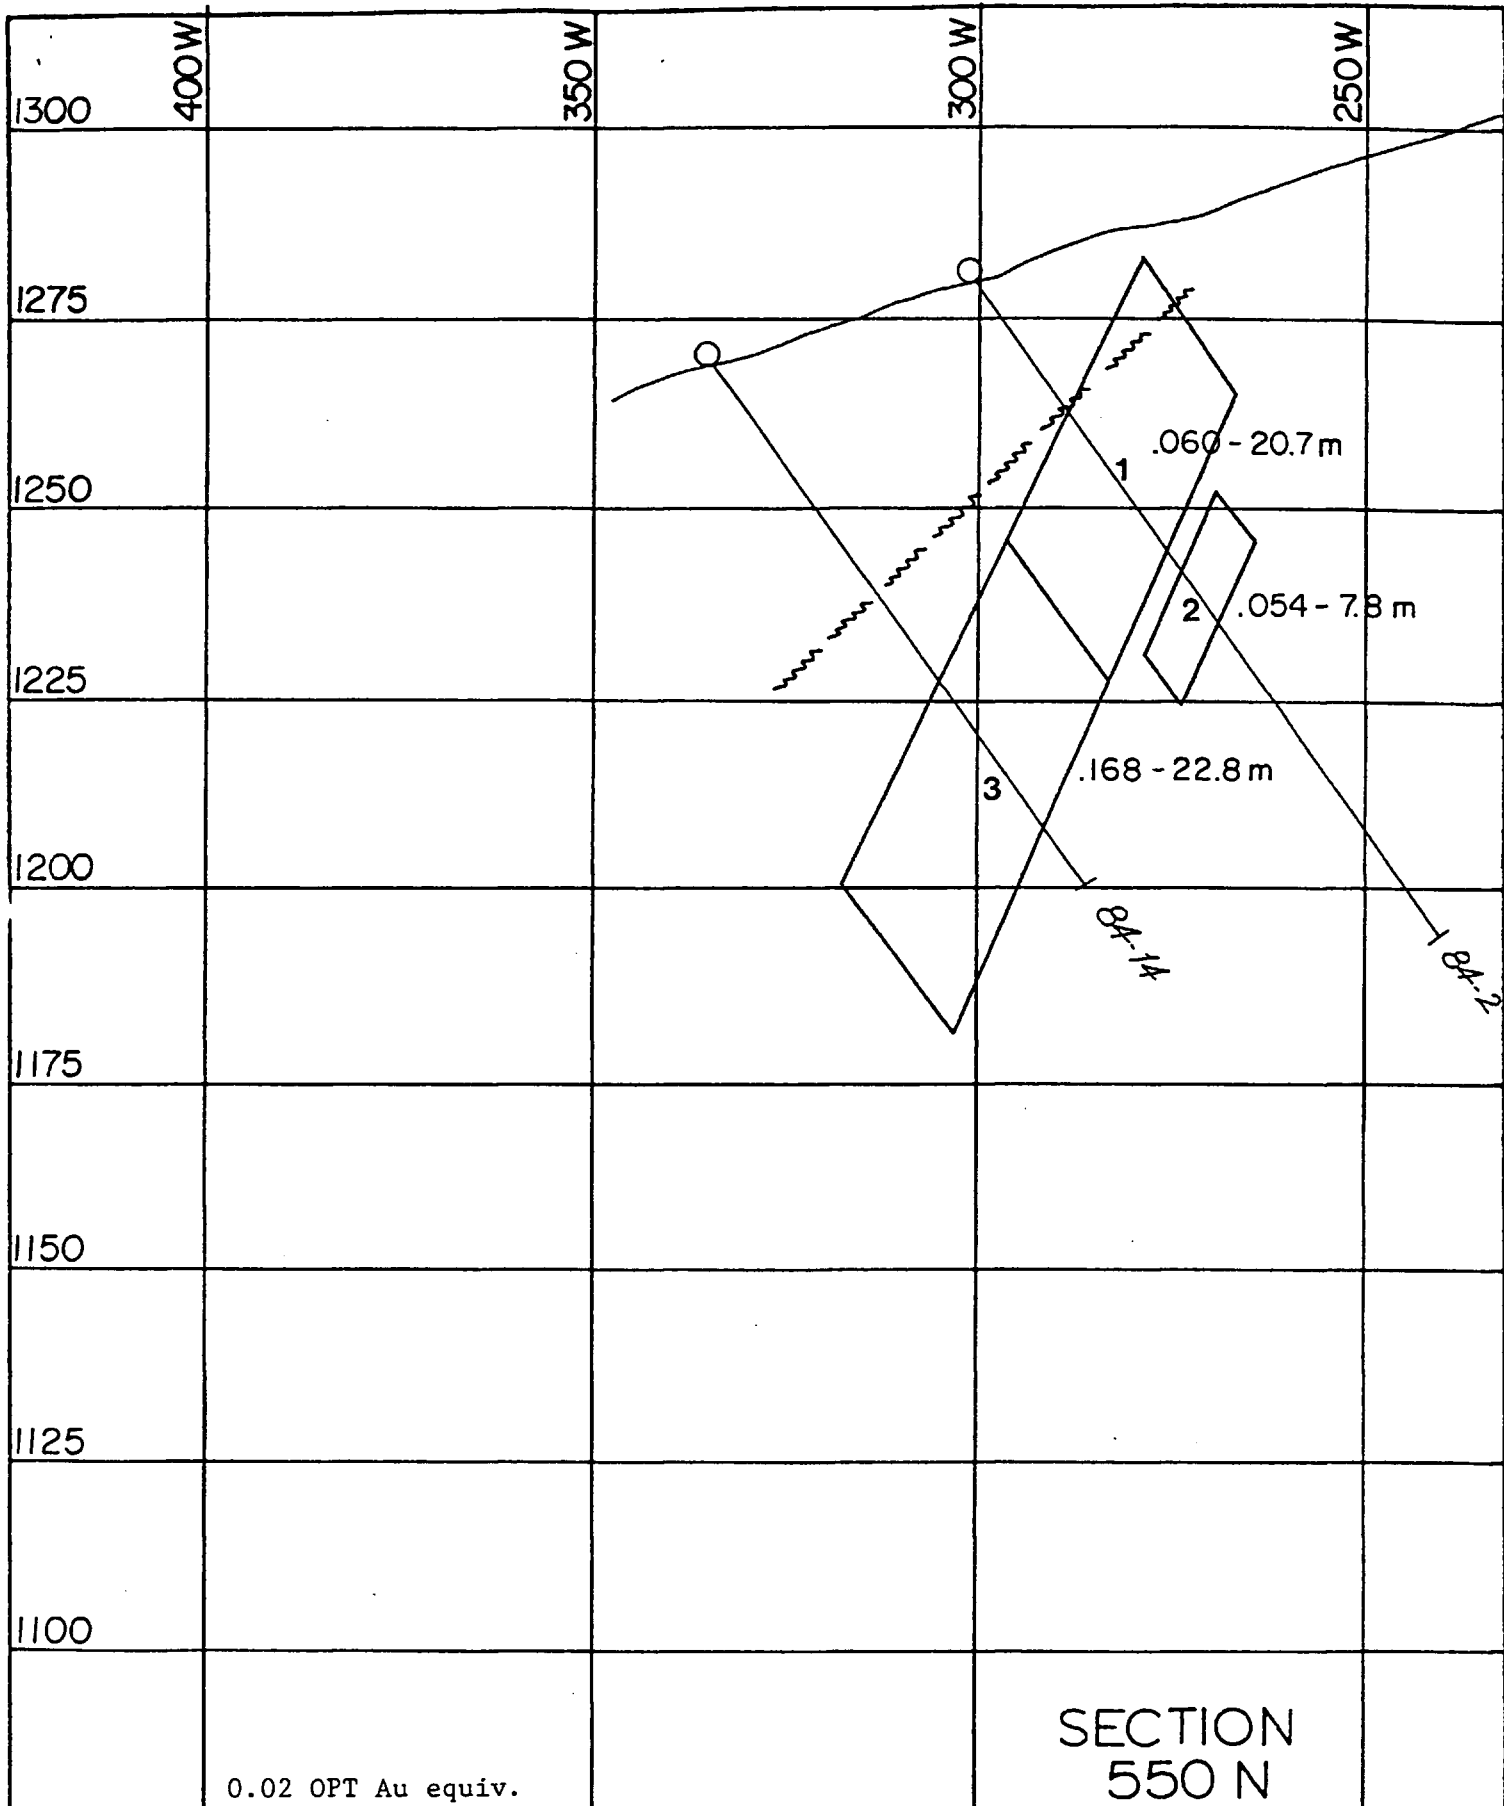 400 W
350 W
300 W
250 W
1300
1275
.060 - 20.7 m
1
1250
2
.054 - 7.8 m
1225
.168 - 22.8 m
3
1200
84-14
84-2
1175
1150
1125
1100
SECTION
550 N
0.02 OPT Au equiv.